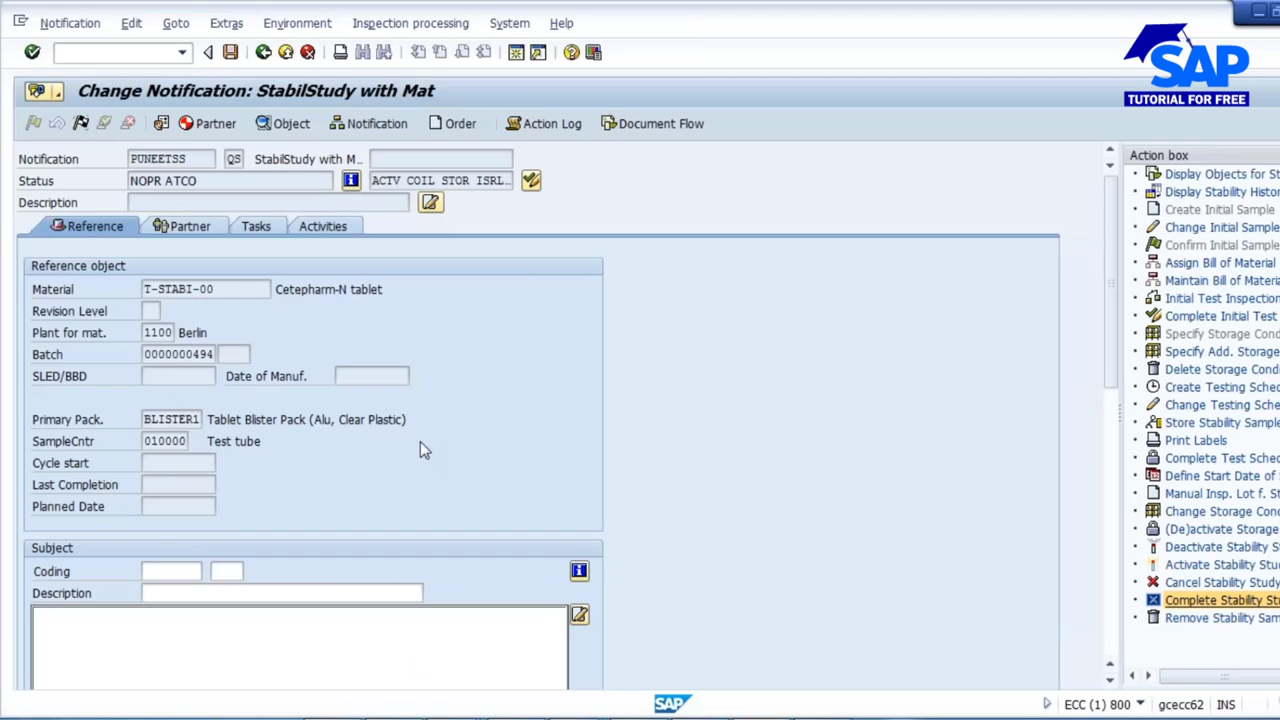 Notification Edit Goto Extras Environment Inspection processing System Help
SAP
TUTORIAL FOR FREE
Change Notification: StabilStudy with Mat
Partner Object Notification Order Action Log Document Flow
Notification PUNEETSS QS StabilStudy with M...
Status NOPR ATCO ACTV COIL STOR ISRL...
Description
Reference Partner Tasks Activities
Reference object
Material T-STABI-00 Cetepharm-N tablet
Revision Level
Plant for mat. 1100 Berlin
Batch 0000000494
SLED/BBD Date of Manuf.
Primary Pack. BLISTER1 Tablet Blister Pack (Alu, Clear Plastic)
SampleCntr 010000 Test tube
Cycle start
Last Completion
Planned Date
Subject
Coding
Description
Action box
Display Objects for St
Display Stability Histor
Create Initial Sample
Change Initial Sample
Confirm Initial Sample
Assign Bill of Material
Maintain Bill of Materia
Initial Test Inspection
Complete Initial Test
Specify Storage Cond
Specify Add. Storage
Delete Storage Condi
Create Testing Sche
Change Testing Sche
Store Stability Sample
Print Labels
Complete Test Sched
Define Start Date of
Manual Insp. Lot f. St
Change Storage Cond
(De)activate Storage
Deactivate Stability S
Activate Stability Stu
Cancel Stability Study
Complete Stability Stu
Remove Stability Sam
SAP
ECC (1) 800 gcecc62 INS